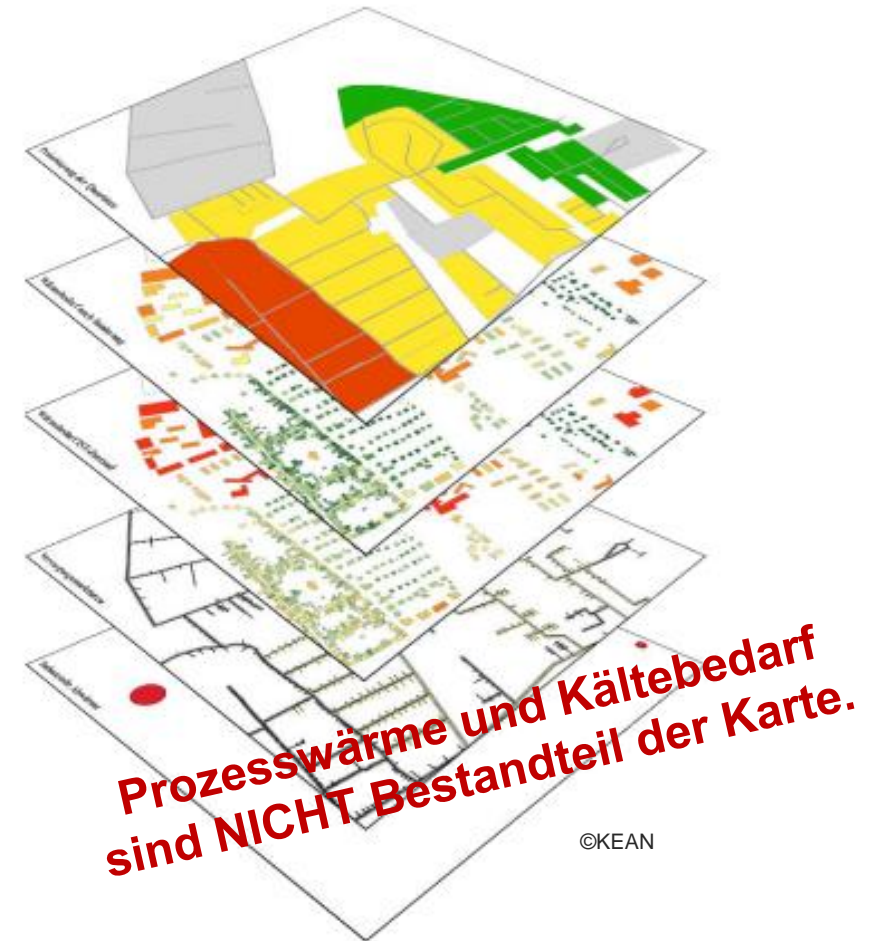 Prozesswärme und Kältebedarf
sind NICHT Bestandteil der Karte.
©KEAN